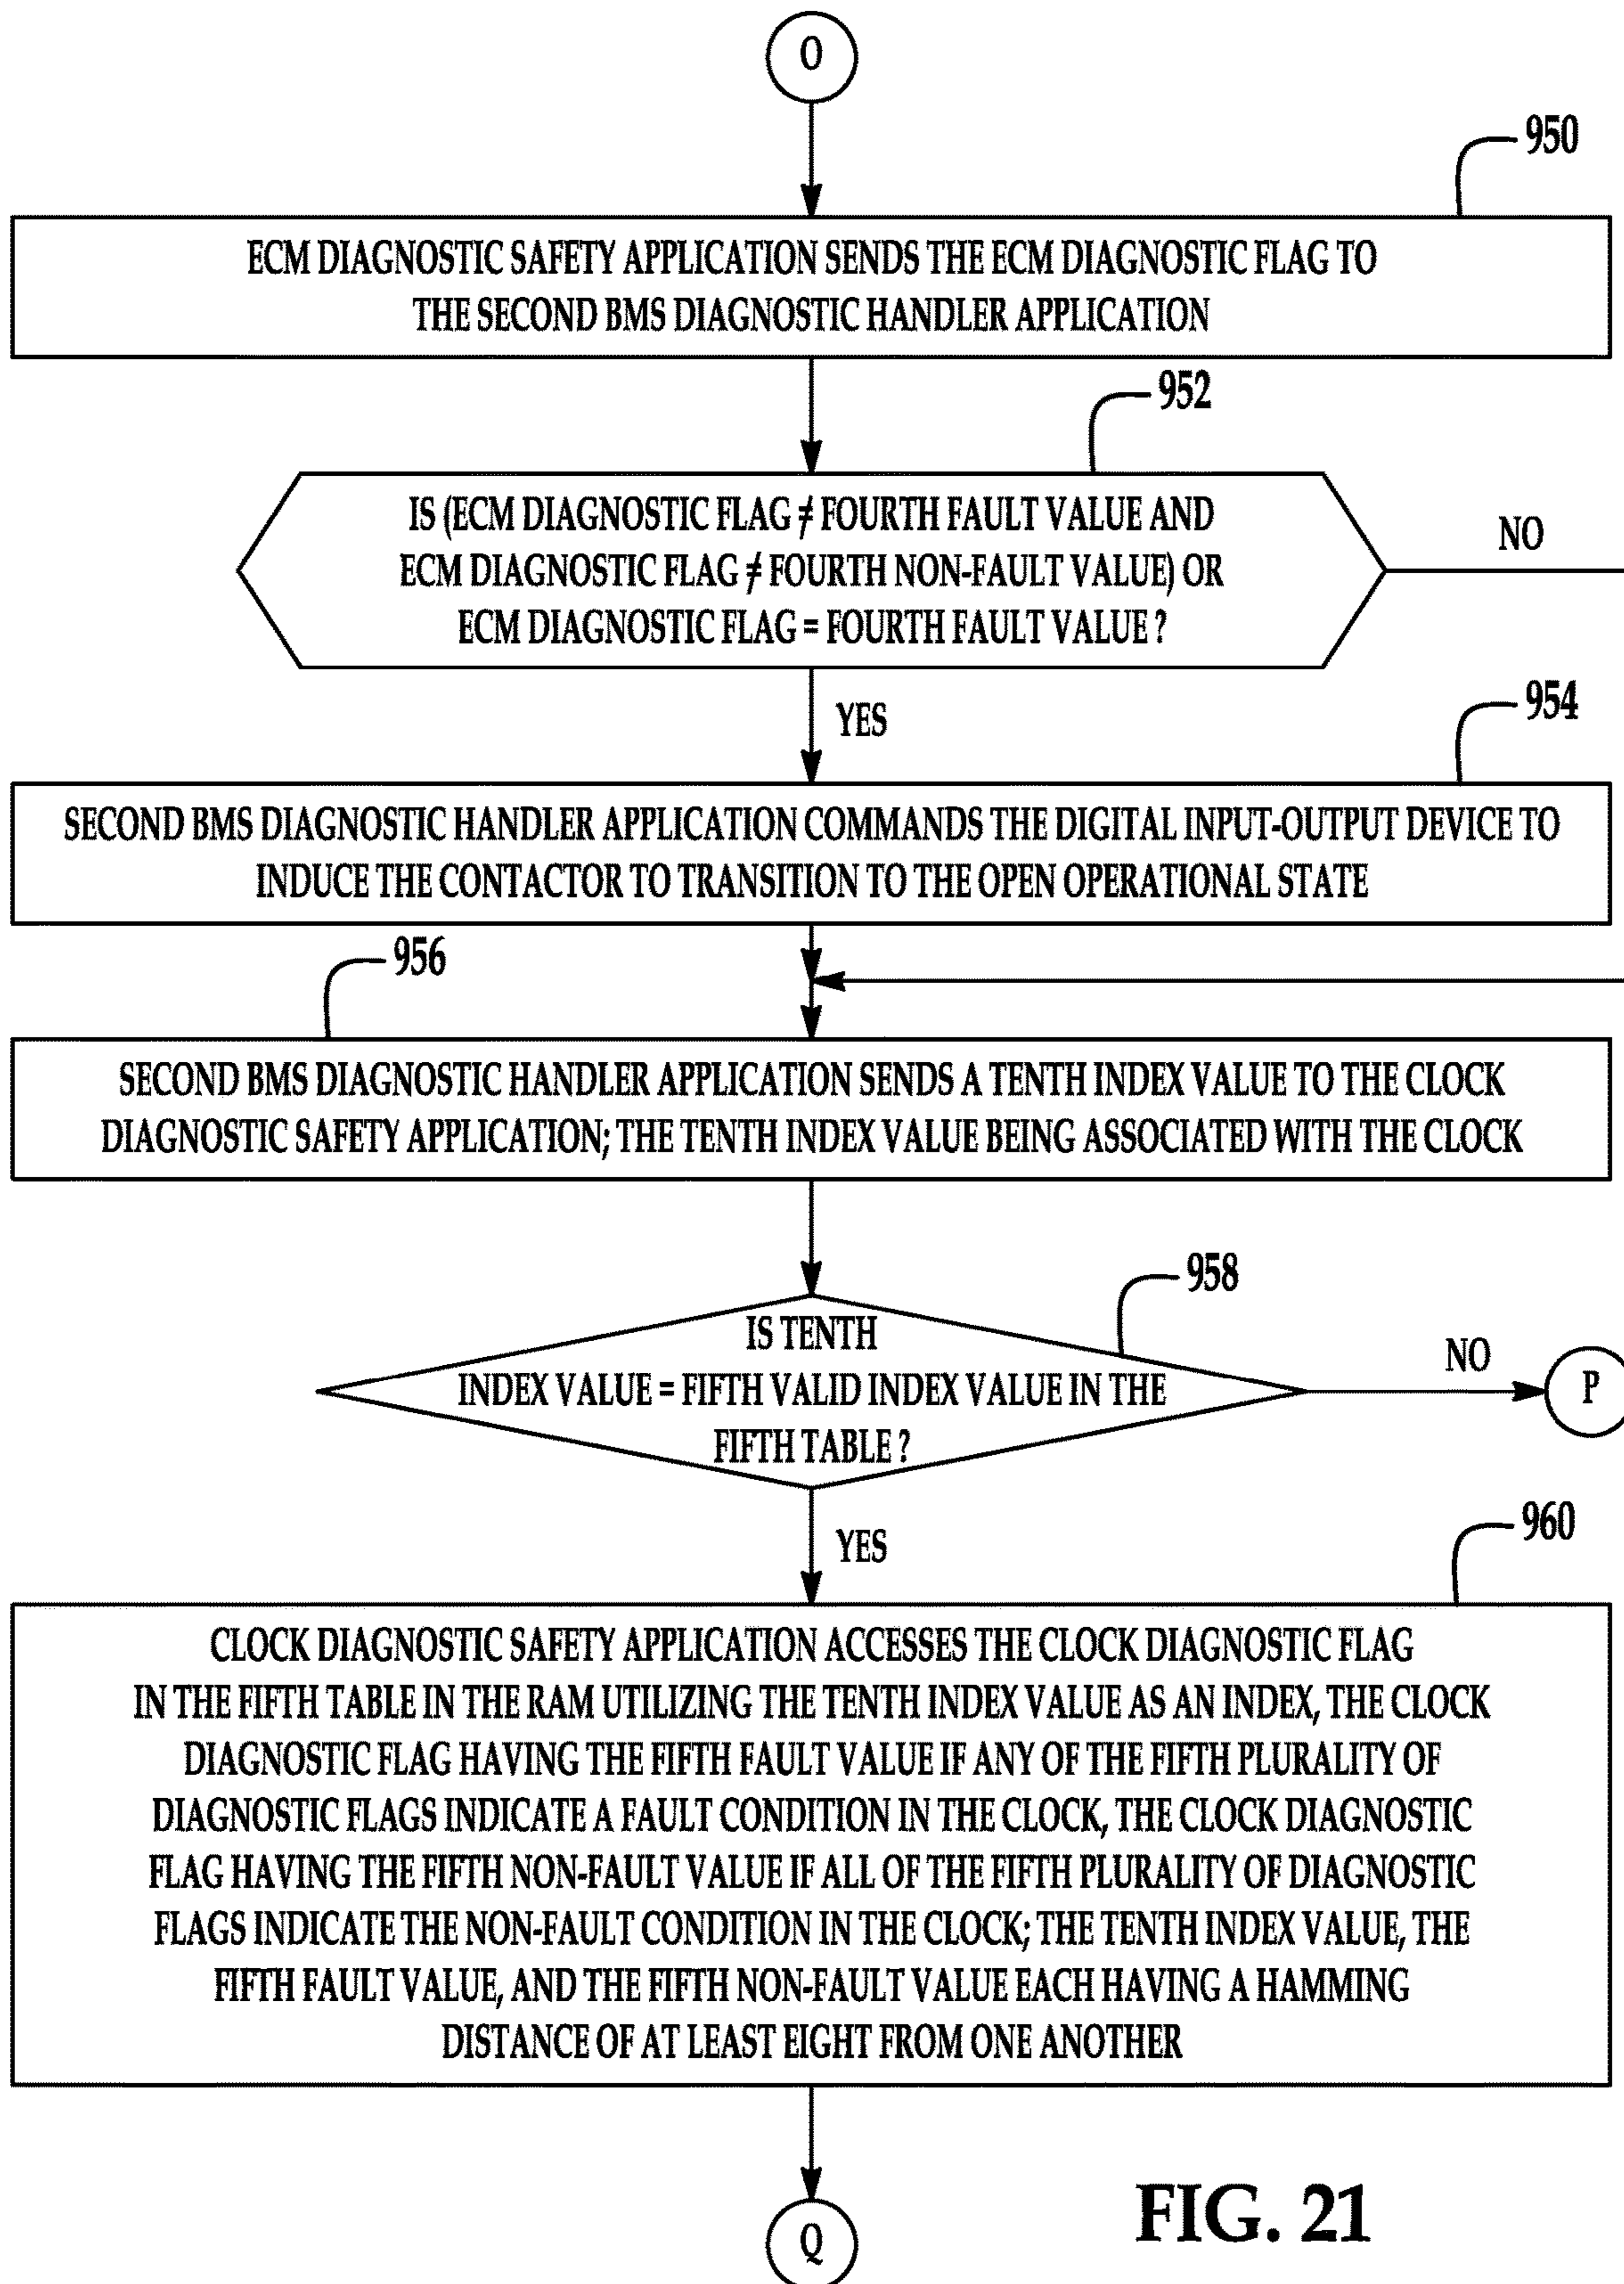 O
950
ECM DIAGNOSTIC SAFETY APPLICATION SENDS THE ECM DIAGNOSTIC FLAG TO
THE SECOND BMS DIAGNOSTIC HANDLER APPLICATION
952
IS (ECM DIAGNOSTIC FLAG ≠ FOURTH FAULT VALUE AND
ECM DIAGNOSTIC FLAG ≠ FOURTH NON-FAULT VALUE) OR
ECM DIAGNOSTIC FLAG = FOURTH FAULT VALUE ?
NO
YES
954
SECOND BMS DIAGNOSTIC HANDLER APPLICATION COMMANDS THE DIGITAL INPUT-OUTPUT DEVICE TO
INDUCE THE CONTACTOR TO TRANSITION TO THE OPEN OPERATIONAL STATE
956
SECOND BMS DIAGNOSTIC HANDLER APPLICATION SENDS A TENTH INDEX VALUE TO THE CLOCK
DIAGNOSTIC SAFETY APPLICATION; THE TENTH INDEX VALUE BEING ASSOCIATED WITH THE CLOCK
958
IS TENTH
INDEX VALUE = FIFTH VALID INDEX VALUE IN THE
FIFTH TABLE ?
NO
P
YES
960
CLOCK DIAGNOSTIC SAFETY APPLICATION ACCESSES THE CLOCK DIAGNOSTIC FLAG
IN THE FIFTH TABLE IN THE RAM UTILIZING THE TENTH INDEX VALUE AS AN INDEX, THE CLOCK
DIAGNOSTIC FLAG HAVING THE FIFTH FAULT VALUE IF ANY OF THE FIFTH PLURALITY OF
DIAGNOSTIC FLAGS INDICATE A FAULT CONDITION IN THE CLOCK, THE CLOCK DIAGNOSTIC
FLAG HAVING THE FIFTH NON-FAULT VALUE IF ALL OF THE FIFTH PLURALITY OF DIAGNOSTIC
FLAGS INDICATE THE NON-FAULT CONDITION IN THE CLOCK; THE TENTH INDEX VALUE, THE
FIFTH FAULT VALUE, AND THE FIFTH NON-FAULT VALUE EACH HAVING A HAMMING
DISTANCE OF AT LEAST EIGHT FROM ONE ANOTHER
Q
FIG. 21